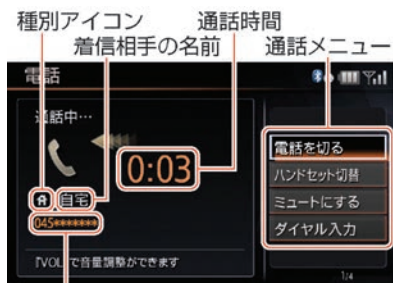 種別アイコン
通話時間
着信相手の名前
通話メニュー
電話
通話中…
0:03
自宅
045*******
『VOL』で音量調整ができます
電話を切る
ハンドセット切替
ミュートにする
ダイヤル入力
1/4